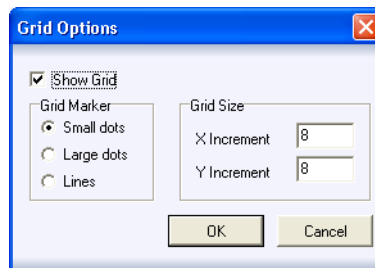 Grid Options
Show Grid
Grid Marker
Small dots
Large dots
Lines
Grid Size
X Increment 8
Y Increment 8
OK Cancel